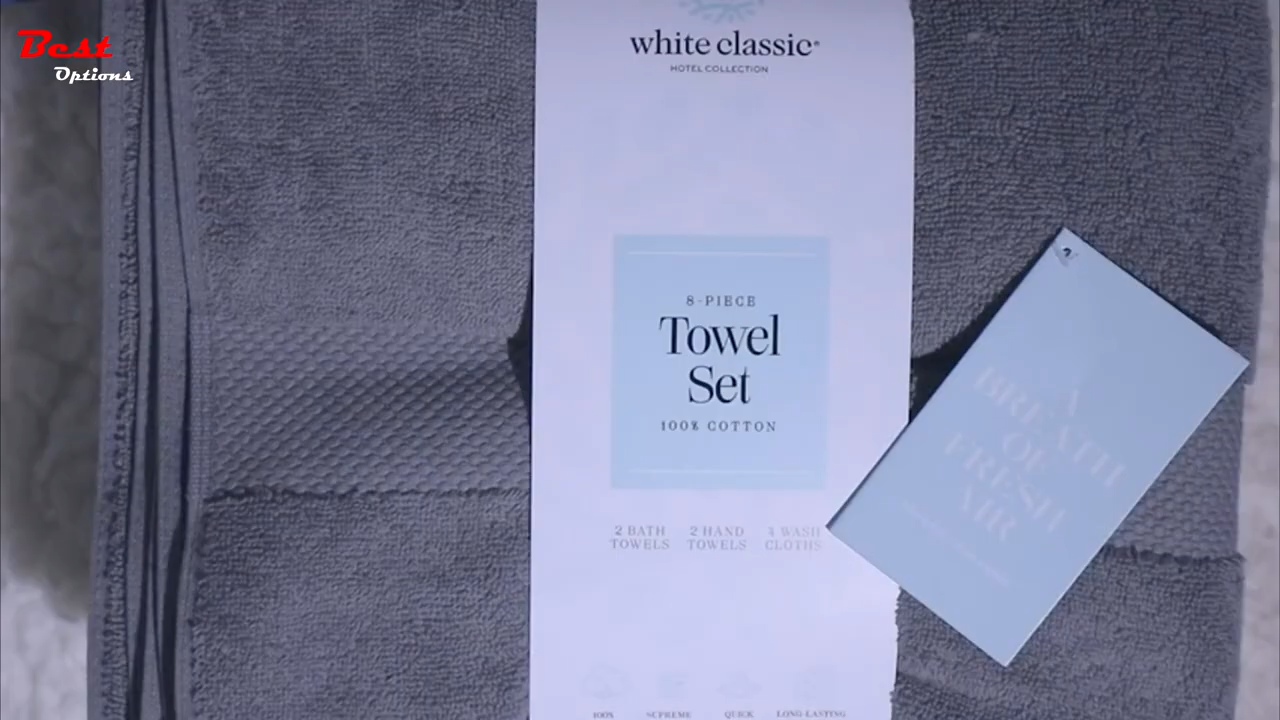 Best
Options
white classic®
HOTEL COLLECTION
8-PIECE
Towel
Set
100% COTTON
2 BATH
TOWELS
2 HAND
TOWELS
4 WASH
CLOTHS
A
BREATH
OF
FRESH
AIR
100%
SUPREME
QUICK
LONG-LASTING